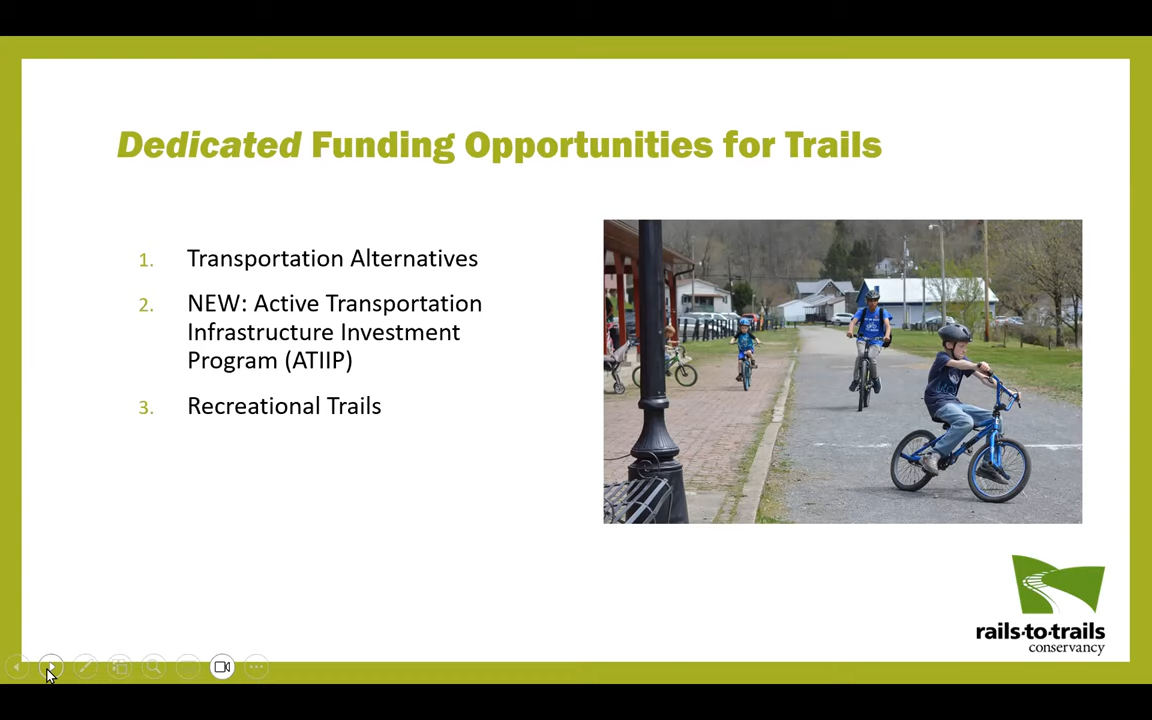 Dedicated Funding Opportunities for Trails
1. Transportation Alternatives
2. NEW: Active Transportation
Infrastructure Investment
Program (ATIIP)
3. Recreational Trails
rails·to·trails
conservancy